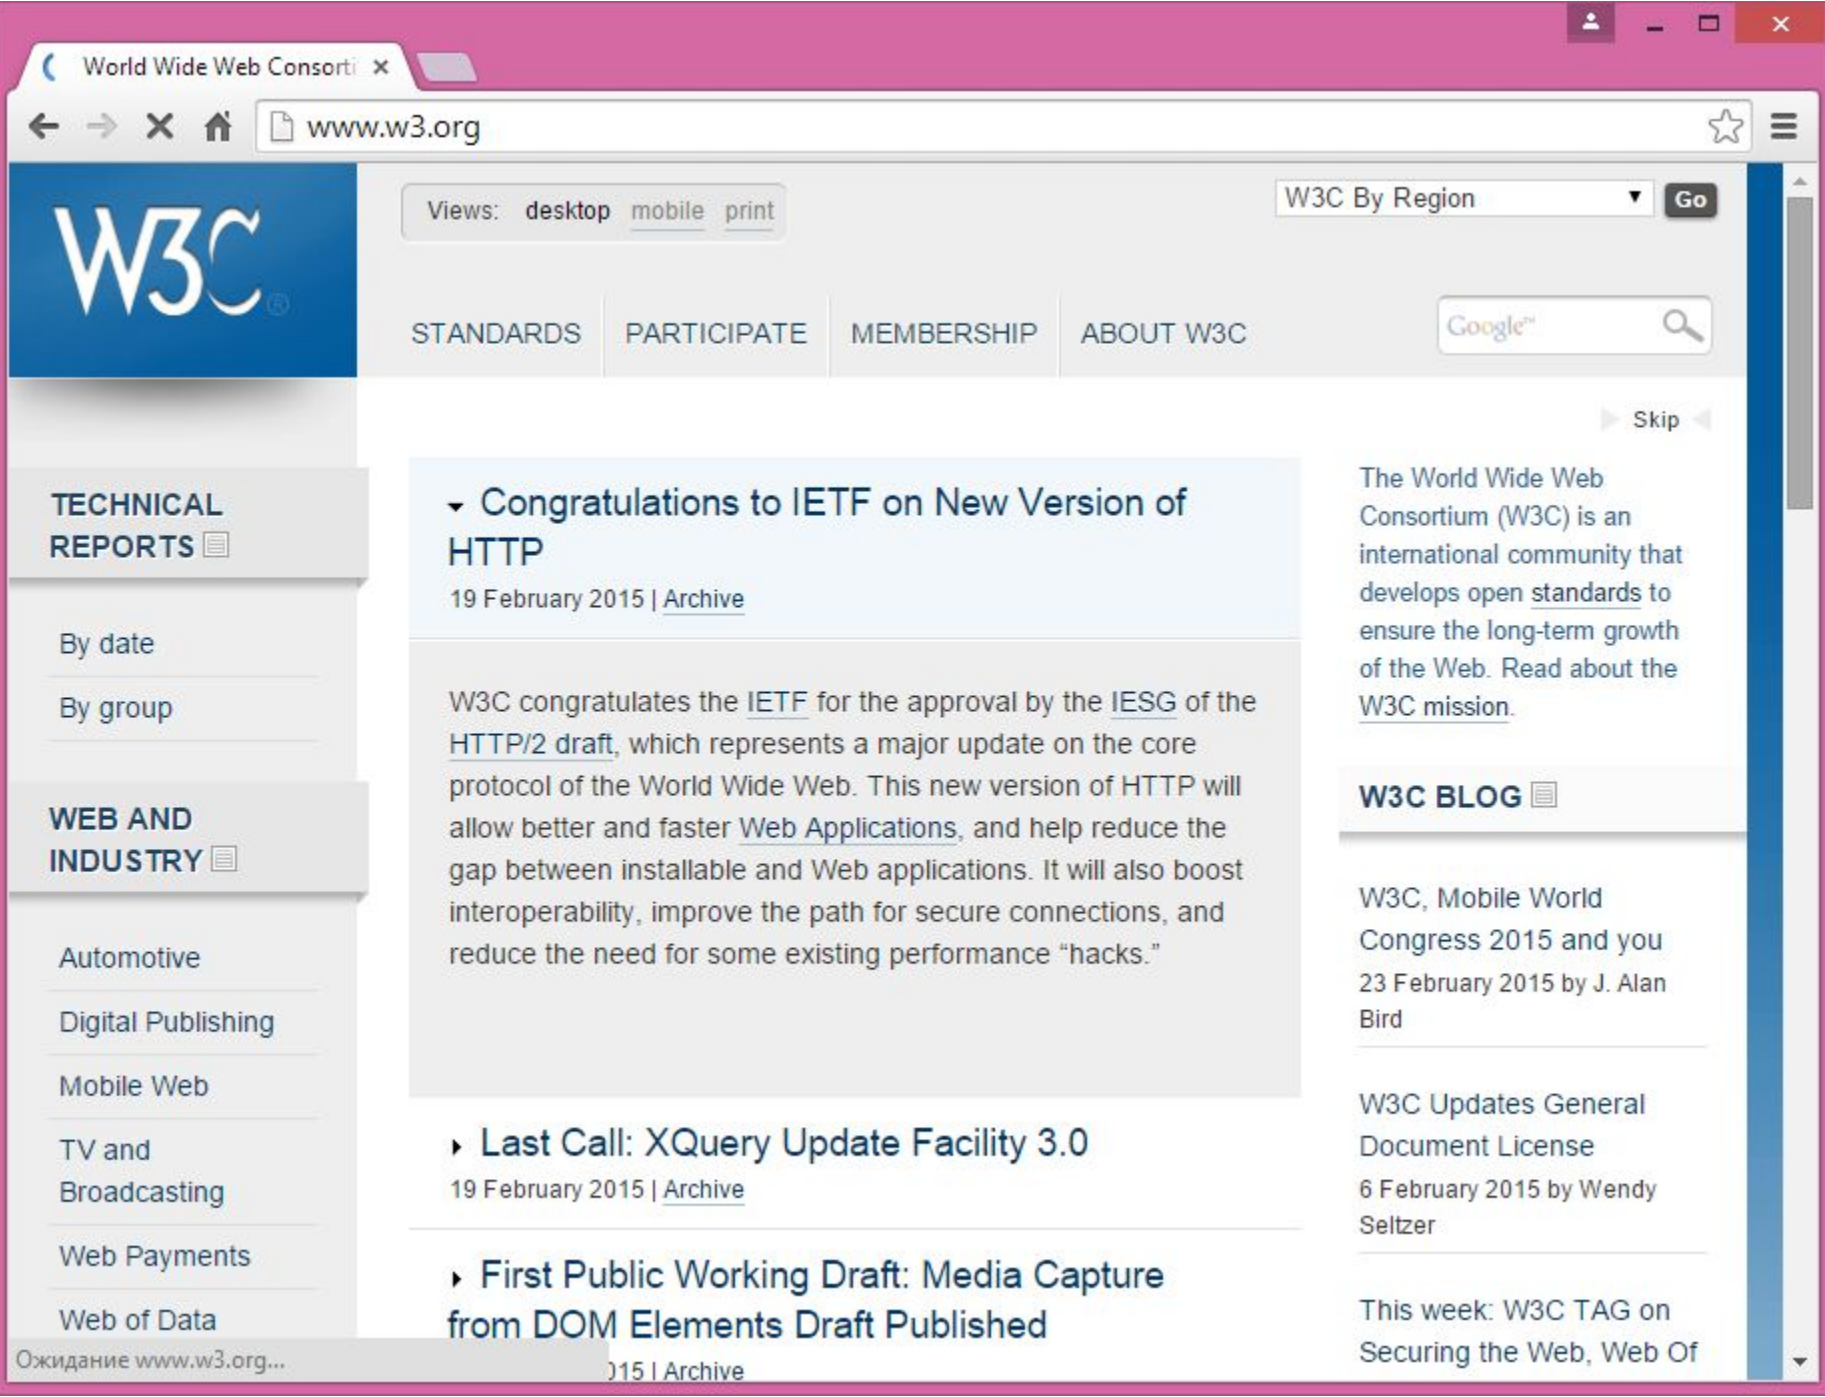 World Wide Web Consorti
www.w3.org
W3C®
Views: desktop mobile print
W3C By Region
Go
STANDARDS PARTICIPATE MEMBERSHIP ABOUT W3C
Google™
Skip
TECHNICAL
REPORTS
By date
By group
WEB AND
INDUSTRY
Automotive
Digital Publishing
Mobile Web
TV and
Broadcasting
Web Payments
Web of Data
Congratulations to IETF on New Version of
HTTP
19 February 2015 | Archive
W3C congratulates the IETF for the approval by the IESG of the
HTTP/2 draft, which represents a major update on the core
protocol of the World Wide Web. This new version of HTTP will
allow better and faster Web Applications, and help reduce the
gap between installable and Web applications. It will also boost
interoperability, improve the path for secure connections, and
reduce the need for some existing performance “hacks.”
Last Call: XQuery Update Facility 3.0
19 February 2015 | Archive
First Public Working Draft: Media Capture
from DOM Elements Draft Published
015 | Archive
The World Wide Web
Consortium (W3C) is an
international community that
develops open standards to
ensure the long-term growth
of the Web. Read about the
W3C mission.
W3C BLOG
W3C, Mobile World
Congress 2015 and you
23 February 2015 by J. Alan
Bird
W3C Updates General
Document License
6 February 2015 by Wendy
Seltzer
This week: W3C TAG on
Securing the Web, Web Of
Ожидание www.w3.org...